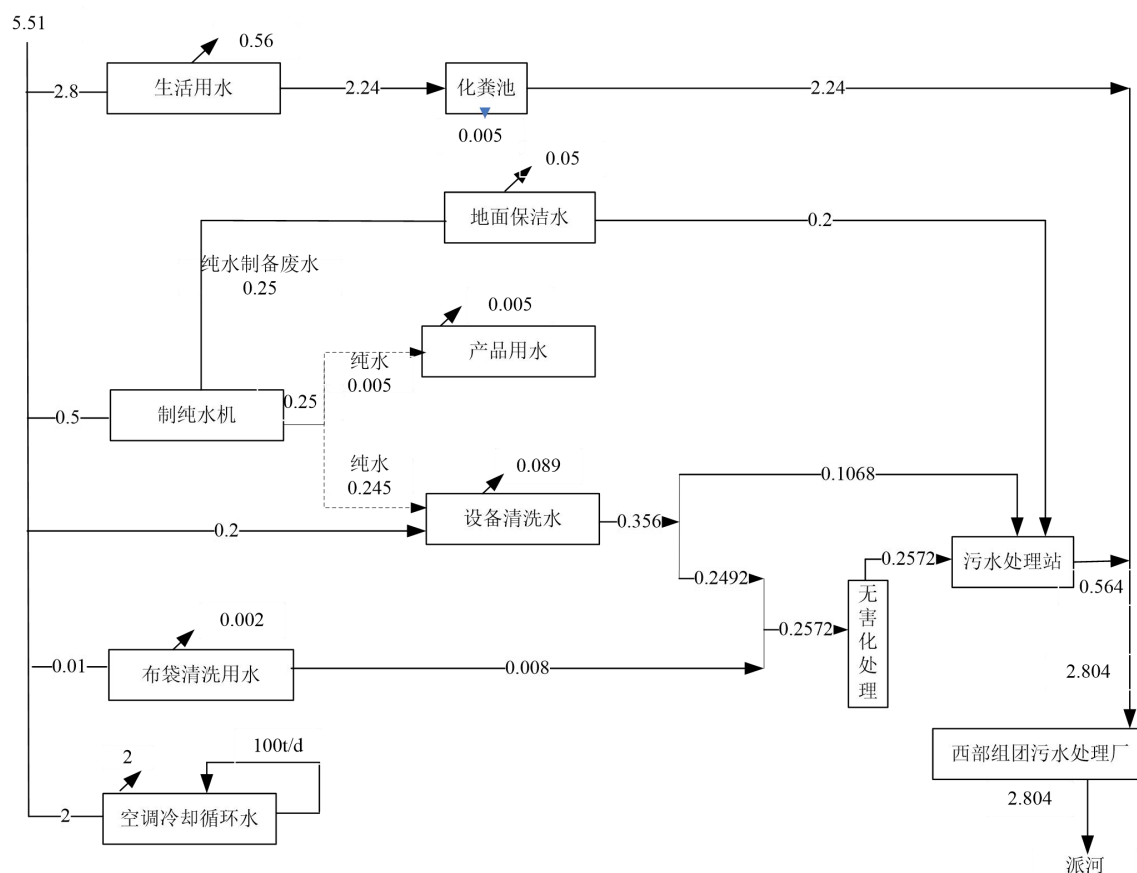 5.51
0.56
2.8
生活用水
2.24
化粪池
2.24
0.005
0.05
地面保洁水
0.2
纯水制备废水
0.25
0.005
产品用水
纯水
0.005
0.5
制纯水机
0.25
纯水
0.245
0.089
设备清洗水
0.2
0.356
0.1068
0.2492
0.2572
无害化处理
0.2572
污水处理站
0.564
0.002
0.01
布袋清洗用水
0.008
2.804
西部组团污水处理厂
2.804
派河
100t/d
2
2
空调冷却循环水